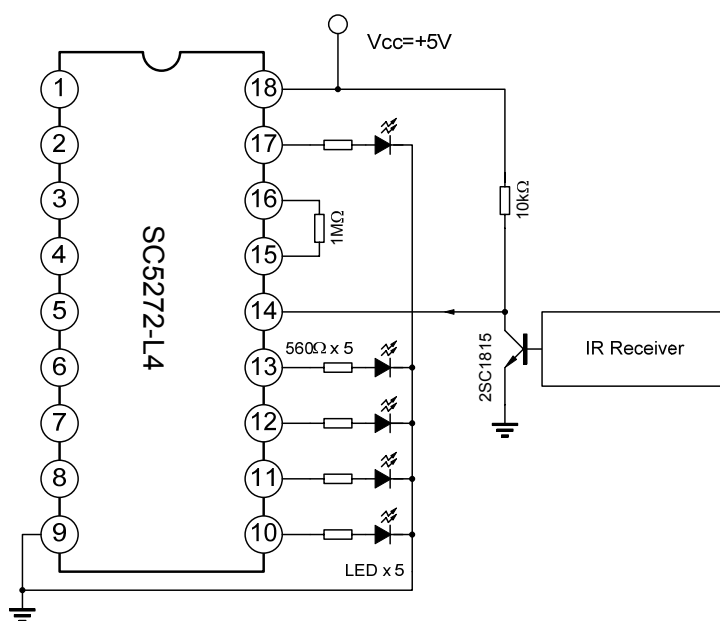 Vcc=+5V
1
18
2
17
3
16
10kΩ
1MΩ
4
15
SC5272-L4
5
14
2SC1815
IR Receiver
560Ω x 5
6
13
7
12
8
11
9
10
LED x 5